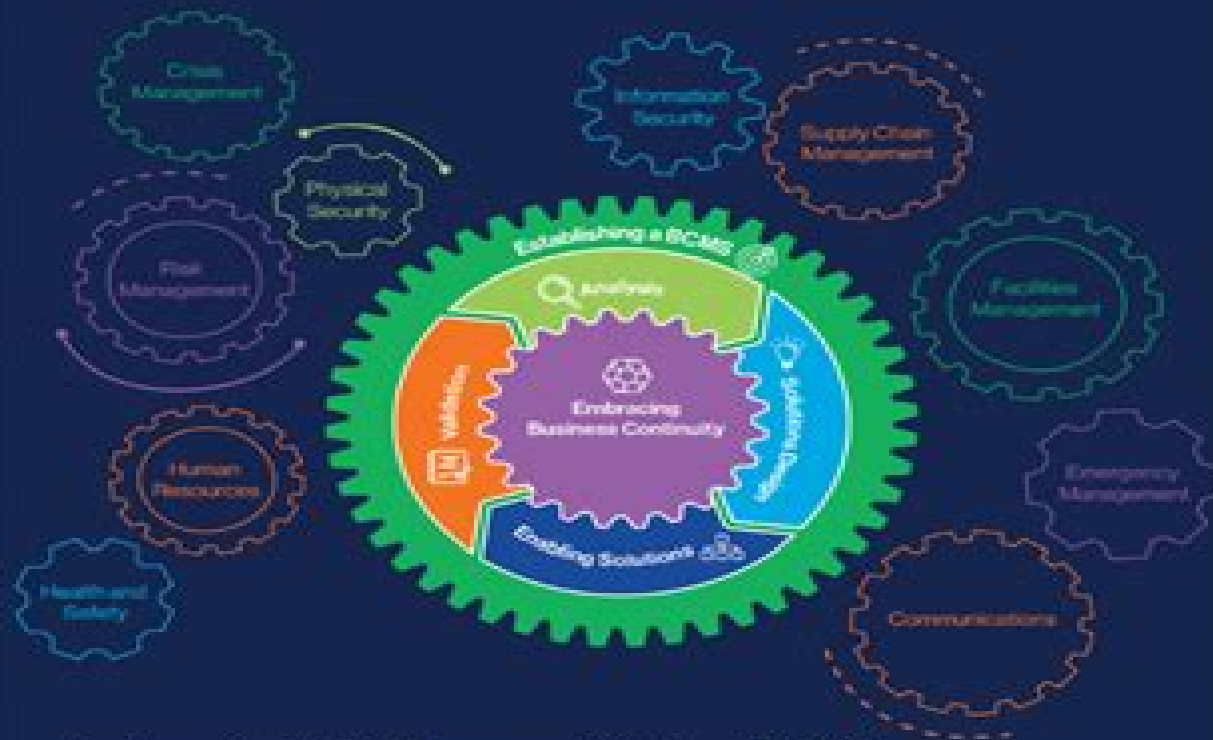 Crisis
Management
Information
Security
Supply Chain
Management
Physical
Security
Establishing a BCMS
Risk
Management
Analysis
Facilities
Management
Validation
Embracing
Business Continuity
Solutions Design
Human
Resources
Emergency
Management
Enabling Solutions
Health and
Safety
Communications